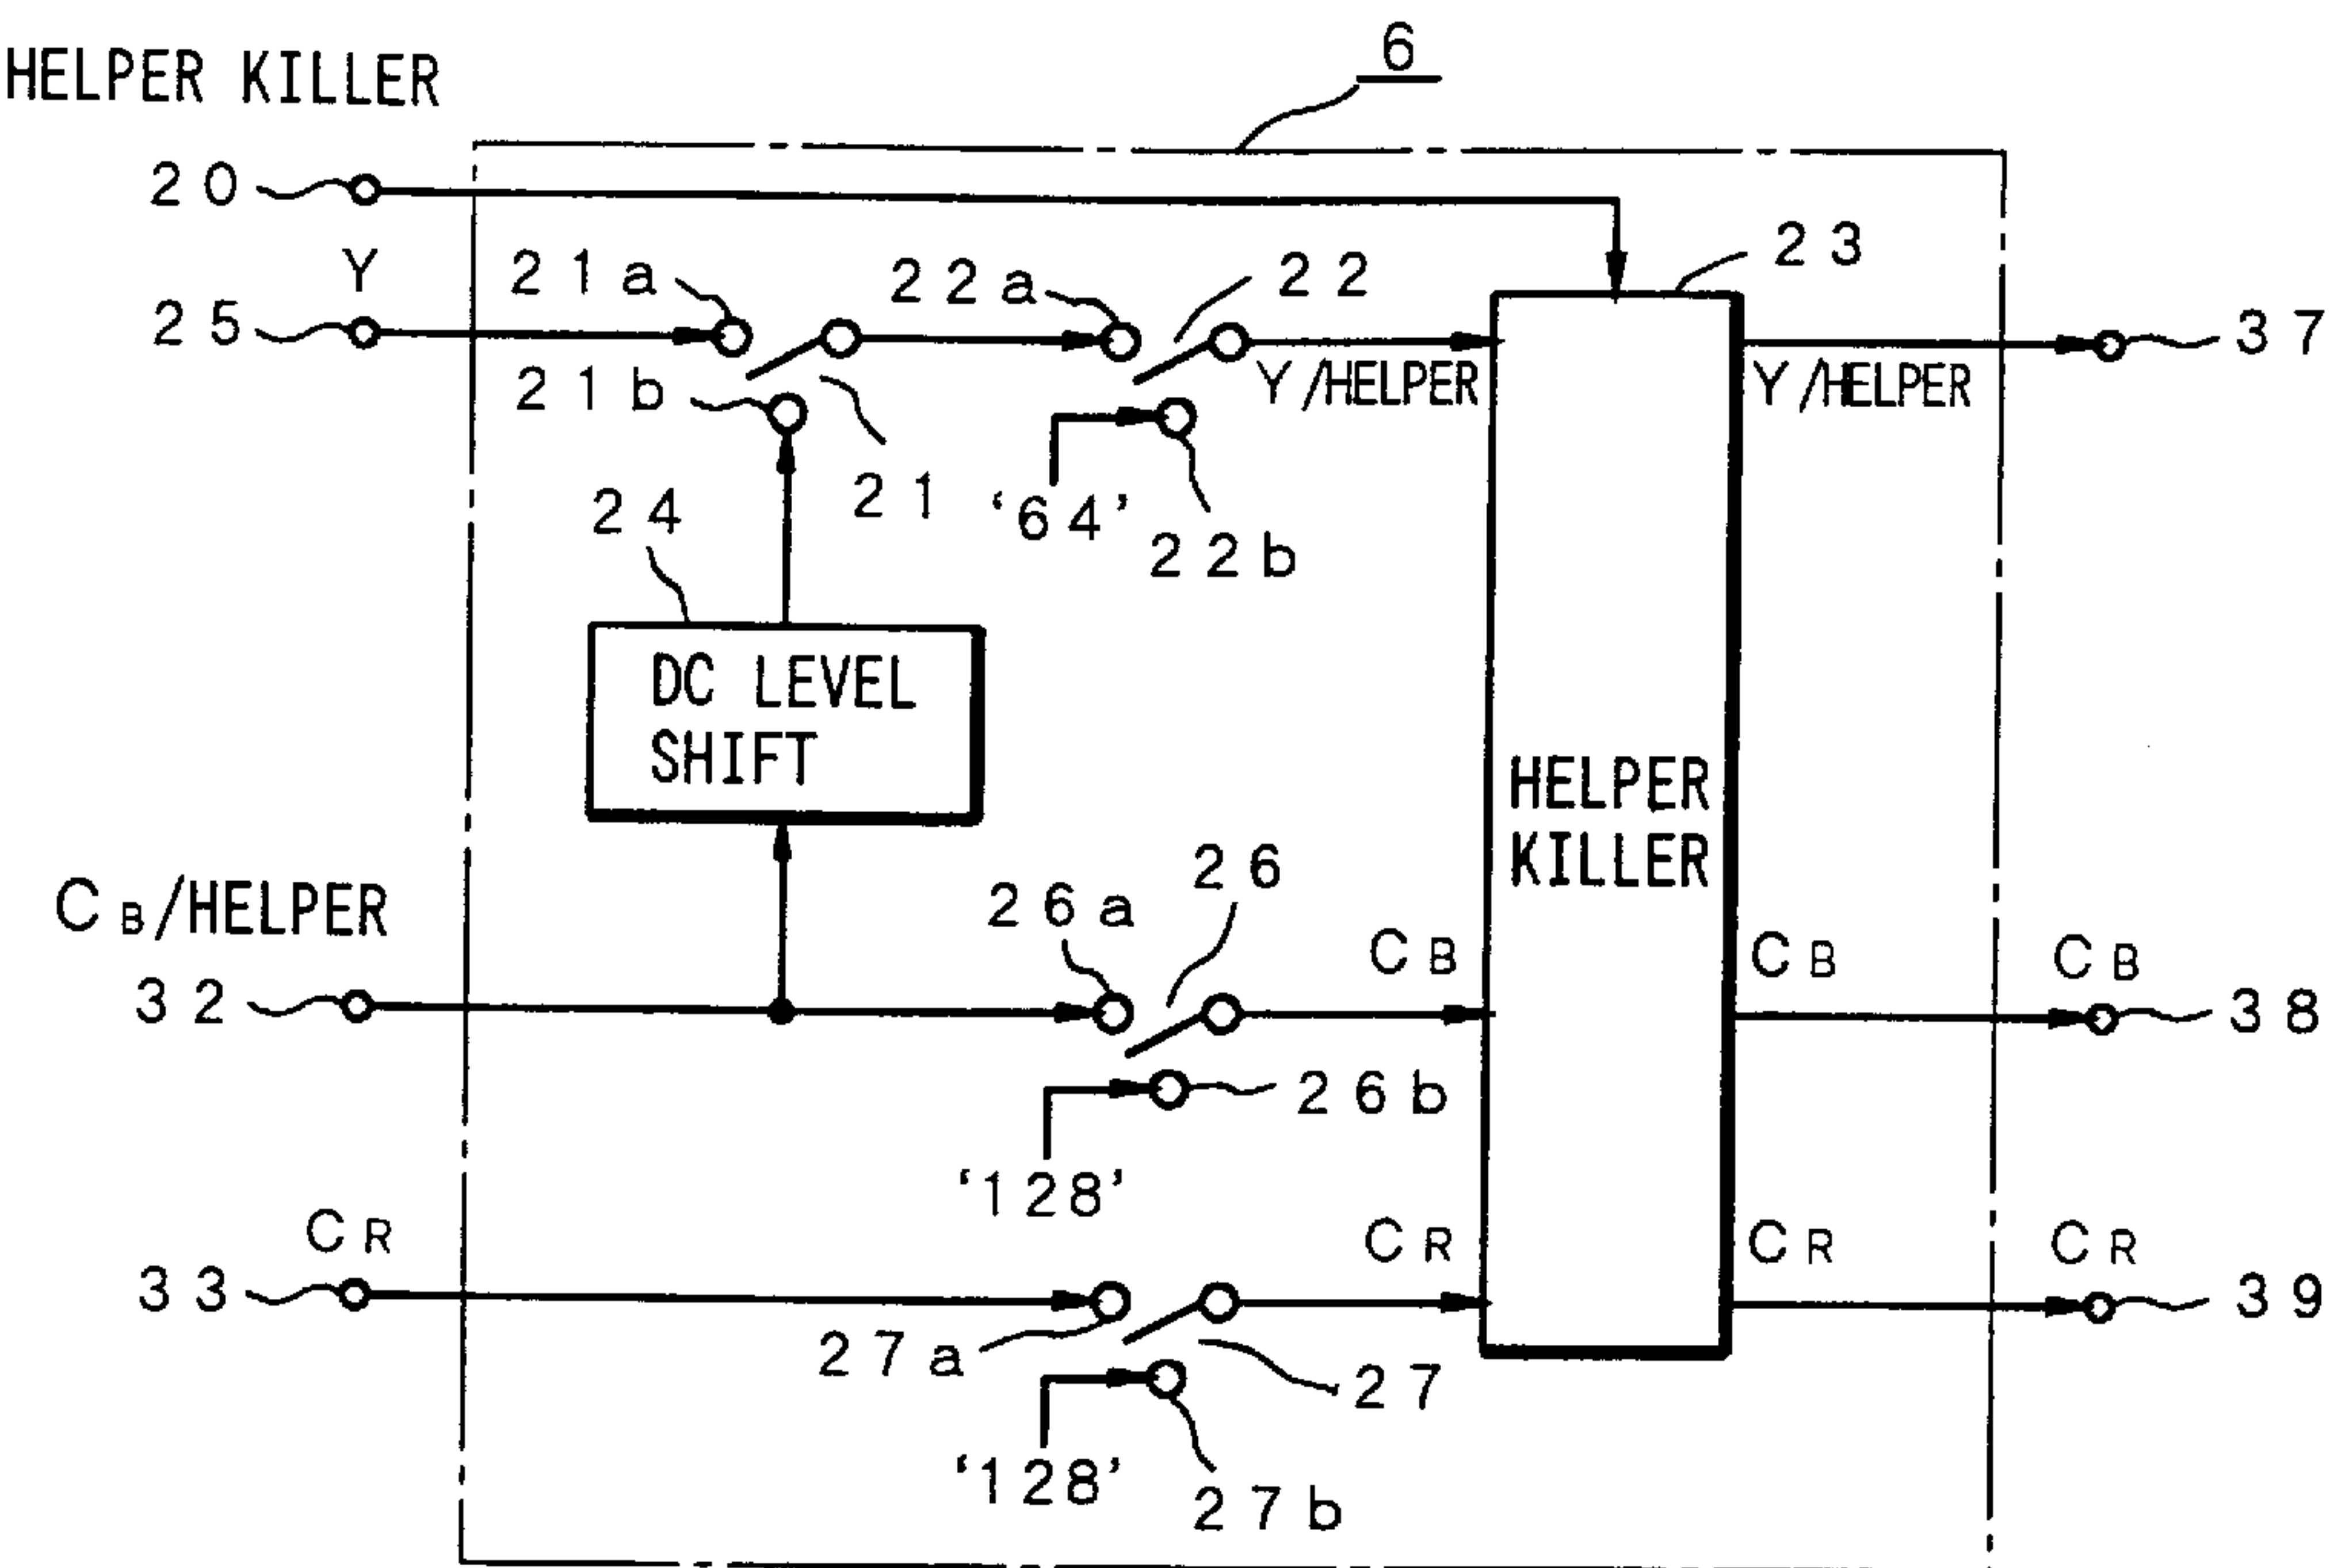 6
HELPER KILLER
20
Y
25
21a
22a
22
23
37
21b
Y/HELPER
Y/HELPER
21
'64'
22b
24
DC LEVEL
SHIFT
HELPER
KILLER
CB/HELPER
32
26a
26
CB
CB
CB
38
26b
'128'
CR
33
CR
CR
CR
39
27a
27
'128'
27b